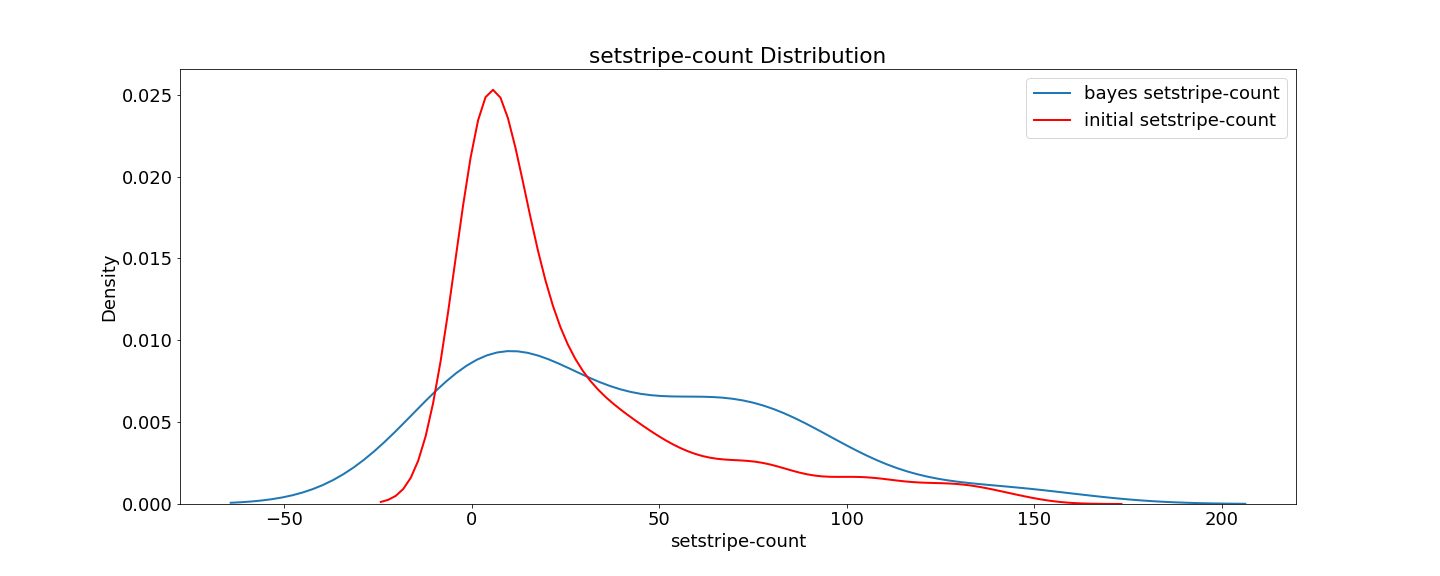 setstripe-count Distribution
bayes setstripe-count
initial setstripe-count
Density
0.025
0.020
0.015
0.010
0.005
0.000
−50
0
50
100
150
200
setstripe-count